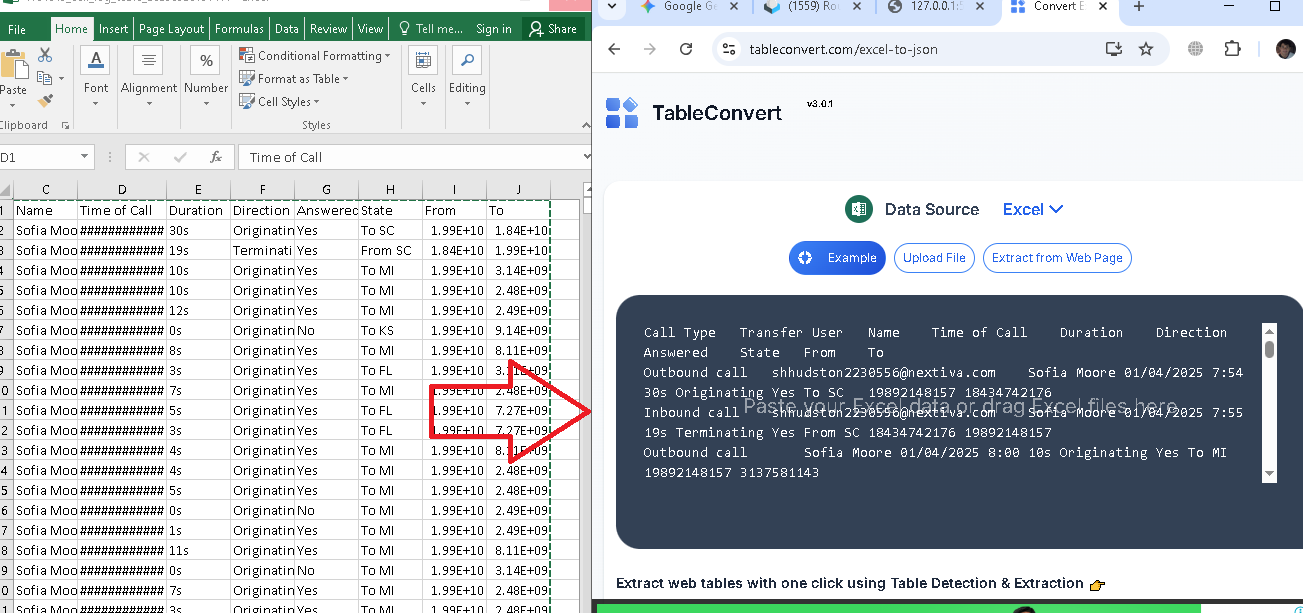 Google Ge
(1559) Rou
127.0.0.1:5
Convert E
File Home Insert Page Layout Formulas Data Review View Tell me... Sign in Share
tableconvert.com/excel-to-json
Paste
Font
Alignment
Number
Conditional Formatting
Format as Table
Cell Styles
Cells
Editing
Clipboard
Styles
TableConvert v3.0.1
D1 fx Time of Call
C D E F G H I J
1 Name Time of Call Duration Direction Answered State From To
2 Sofia Moo ############ 30s Originatin Yes To SC 1.99E+10 1.84E+10
3 Sofia Moo ############ 19s Terminati Yes From SC 1.84E+10 1.99E+10
4 Sofia Moo ############ 10s Originatin Yes To MI 1.99E+10 3.14E+09
5 Sofia Moo ############ 10s Originatin Yes To MI 1.99E+10 2.48E+09
6 Sofia Moo ############ 12s Originatin Yes To MI 1.99E+10 2.49E+09
7 Sofia Moo ############ 0s Originatin No To KS 1.99E+10 9.14E+09
8 Sofia Moo ############ 8s Originatin Yes To MI 1.99E+10 8.11E+09
9 Sofia Moo ############ 3s Originatin Yes To FL 1.99E+10
0 Sofia Moo ############ 7s Originatin Yes To MI 1.99E+10 2.48E+09
1 Sofia Moo ############ 5s Originatin Yes To FL 1.99E+10 7.27E+09
2 Sofia Moo ############ 3s Originatin Yes To FL 1.99E+10 7.27E+09
3 Sofia Moo ############ 4s Originatin Yes To MI 1.99E+10
4 Sofia Moo ############ 4s Originatin Yes To MI 1.99E+10 2.48E+09
5 Sofia Moo ############ 5s Originatin Yes To MI 1.99E+10 2.48E+09
6 Sofia Moo ############ 0s Originatin No To MI 1.99E+10 2.49E+09
7 Sofia Moo ############ 1s Originatin Yes To MI 1.99E+10 2.49E+09
8 Sofia Moo ############ 11s Originatin Yes To MI 1.99E+10 8.11E+09
9 Sofia Moo ############ 0s Originatin No To MI 1.99E+10 3.14E+09
0 Sofia Moo ############ 7s Originatin Yes To MI 1.99E+10 2.48E+09
1 Sofia Moo ############ 3s Originatin Yes To MI 1.99E+10 2.48E+09
Data Source Excel
Example Upload File Extract from Web Page
Call Type Transfer User Name Time of Call Duration Direction
Answered State From To
Outbound call shhudston2230556@nextiva.com Sofia Moore 01/04/2025 7:54
30s Originating Yes To SC 19892148157 18434742176
Paste your Excel data or drag Excel files here
Inbound call shhudston2230556@nextiva.com Sofia Moore 01/04/2025 7:55
19s Terminating Yes From SC 18434742176 19892148157
Outbound call Sofia Moore 01/04/2025 8:00 10s Originating Yes To MI
19892148157 3137581143
Extract web tables with one click using Table Detection & Extraction 👉